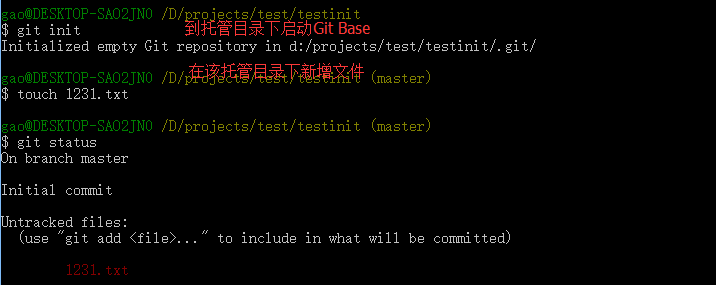 gao@DESKTOP-SAO2JN0 /D/projects/test/testinit
$ git init 到托管目录下启动Git Base
Initialized empty Git repository in d:/projects/test/testinit/.git/
在该托管目录下新增文件
gao@DESKTOP-SAO2JN0 /D/projects/test/testinit (master)
$ touch 1231.txt
gao@DESKTOP-SAO2JN0 /D/projects/test/testinit (master)
$ git status
On branch master
Initial commit
Untracked files:
(use "git add <file>..." to include in what will be committed)
1231.txt